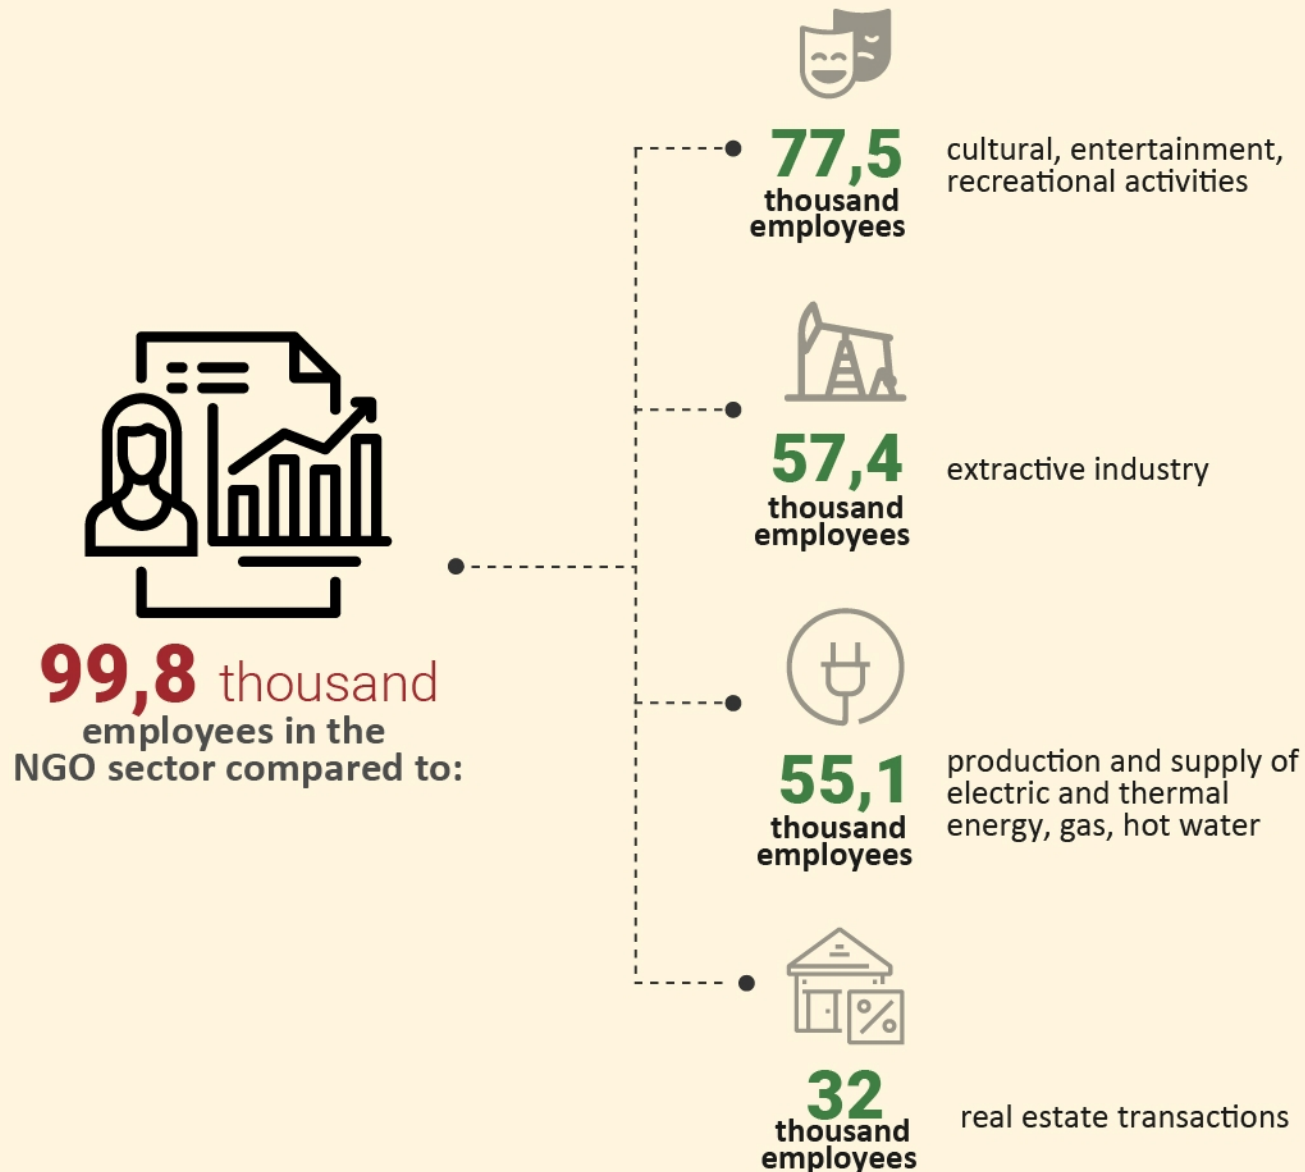 99,8 thousand
employees in the
NGO sector compared to:
77,5
thousand
employees
cultural, entertainment,
recreational activities
57,4
thousand
employees
extractive industry
55,1
thousand
employees
production and supply of
electric and thermal
energy, gas, hot water
32
thousand
employees
real estate transactions